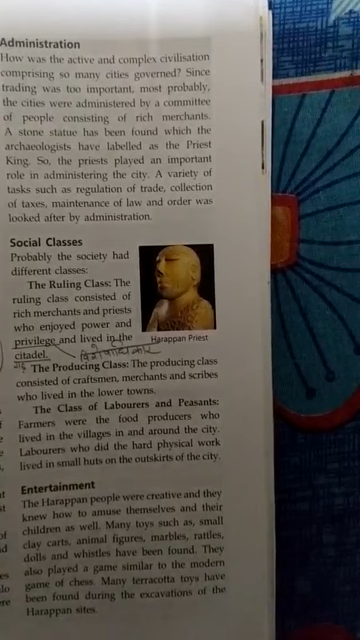 Administration
How was the active and complex civilisation
comprising so many cities governed? Since
trading was too important, most probably,
the cities were administered by a committee
of people consisting of rich merchants.
A stone statue has been found which the
archaeologists have labelled as the Priest
King. So, the priests played an important
role in administering the city. A variety of
tasks such as regulation of trade, collection
of taxes, maintenance of law and order was
looked after by administration.
Social Classes
Probably the society had
different classes:
The Ruling Class: The
ruling class consisted of
rich merchants and priests
who enjoyed power and
privilege and lived in the
citadel.
Harappan Priest
विशेषाधिकार
गढ़
The Producing Class: The producing class
consisted of craftsmen, merchants and scribes
who lived in the lower towns.
The Class of Labourers and Peasants:
Farmers were the food producers who
lived in the villages in and around the city.
Labourers who did the hard physical work
lived in small huts on the outskirts of the city.
Entertainment
The Harappan people were creative and they
knew how to amuse themselves and their
children as well. Many toys such as, small
clay carts, animal figures, marbles, rattles,
dolls and whistles have been found. They
also played a game similar to the modern
game of chess. Many terracotta toys have
been found during the excavations of the
Harappan sites.